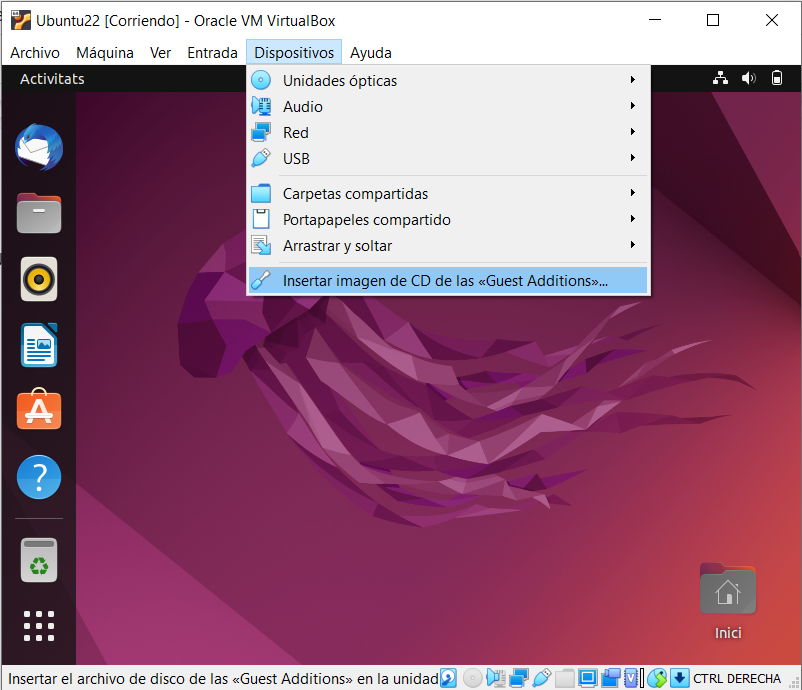 Ubuntu22 [Corriendo] - Oracle VM VirtualBox
Archivo Máquina Ver Entrada Dispositivos Ayuda
Activitats
Unidades ópticas
Audio
Red
USB
Carpetas compartidas
Portapapeles compartido
Arrastrar y soltar
Insertar imagen de CD de las «Guest Additions»...
Inici
Insertar el archivo de disco de las «Guest Additions» en la unidad
CTRL DERECHA